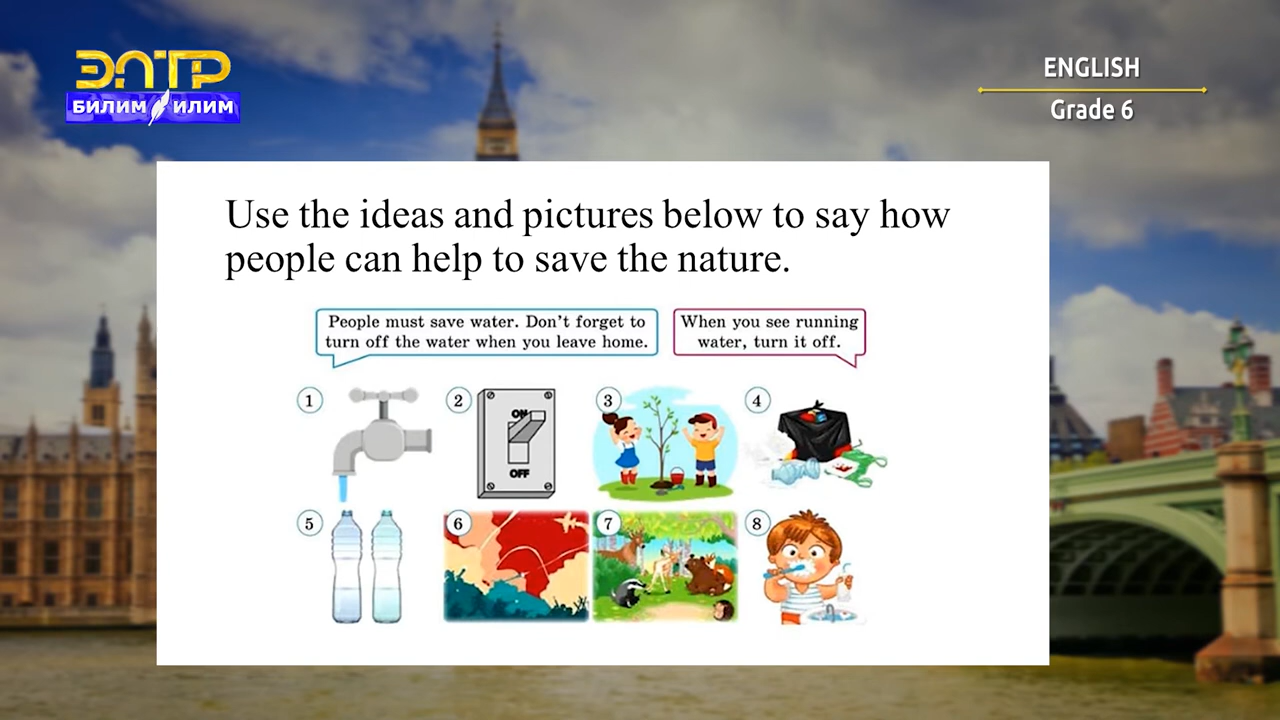 ЭЛТР
БИЛИМ ИЛИМ
ENGLISH
Grade 6
Use the ideas and pictures below to say how
people can help to save the nature.
People must save water. Don't forget to
turn off the water when you leave home.
When you see running
water, turn it off.
1
2
ON
OFF
3
4
5
6
7
8